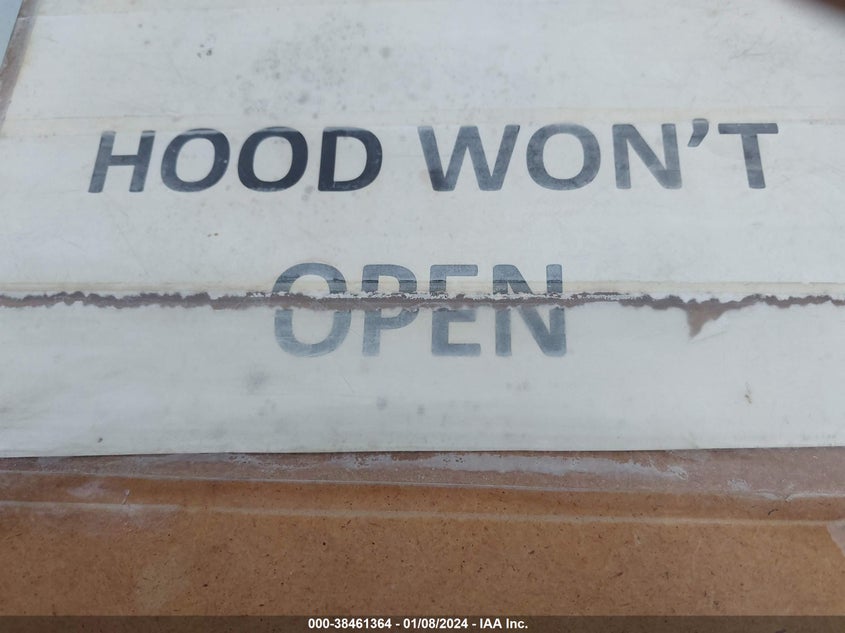 HOOD WON'T
OPEN
000-38461364 - 01/08/2024 - IAA Inc.